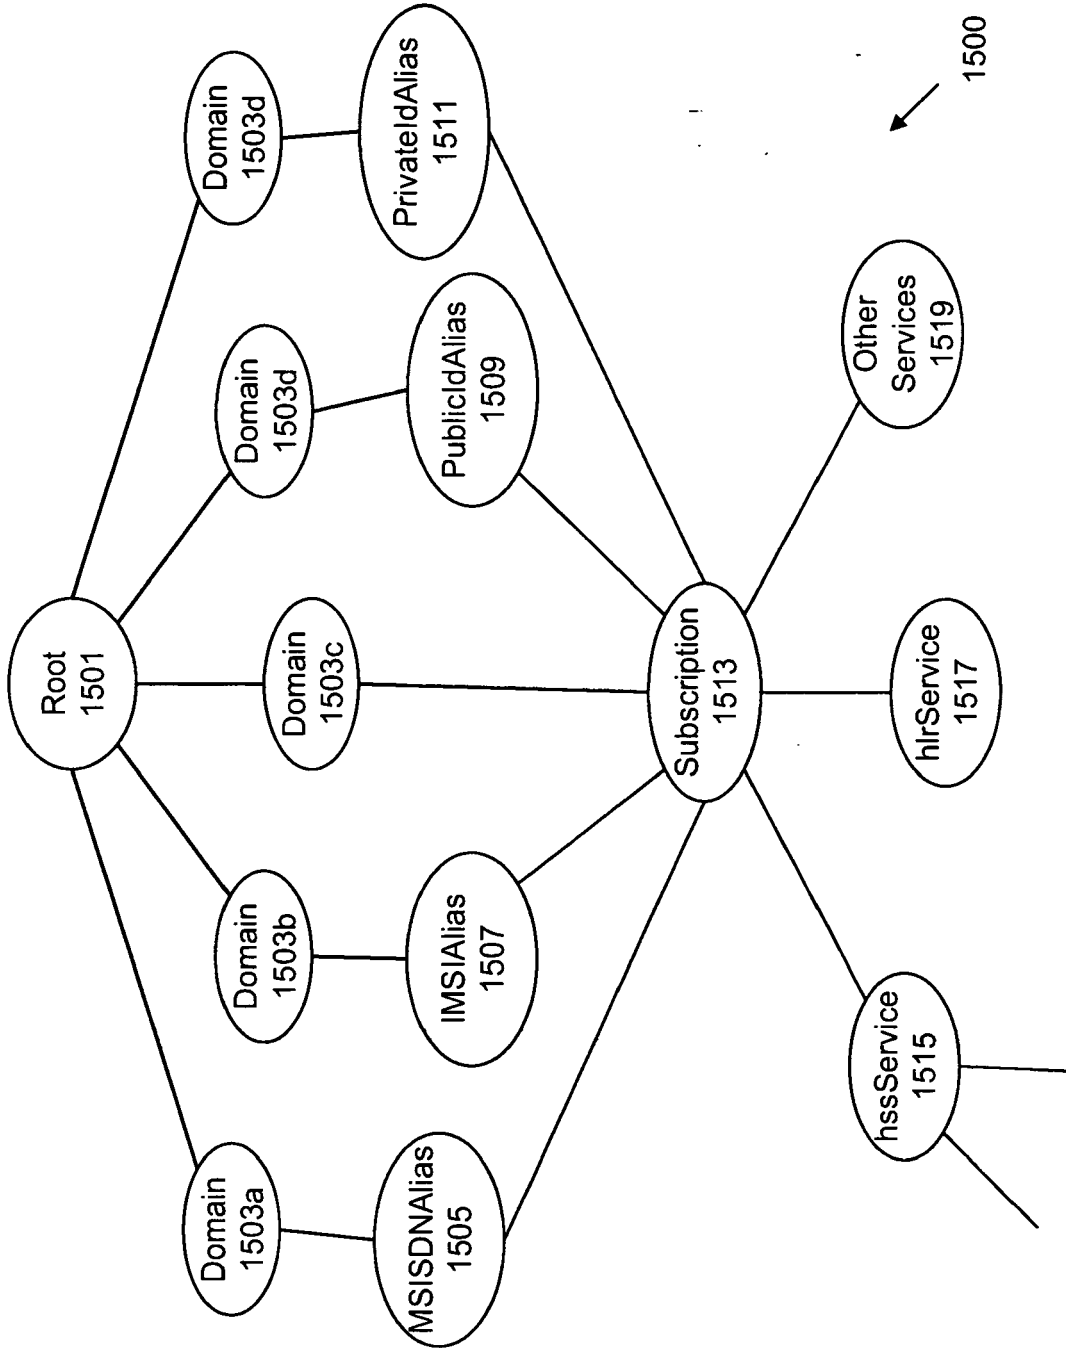 Root
1501
Domain
1503a
Domain
1503b
Domain
1503c
Domain
1503d
Domain
1503d
MSISDNAlias
1505
IMSIAlias
1507
PublicIdAlias
1509
PrivateIdAlias
1511
Subscription
1513
hssService
1515
hlrService
1517
Other
Services
1519
1500